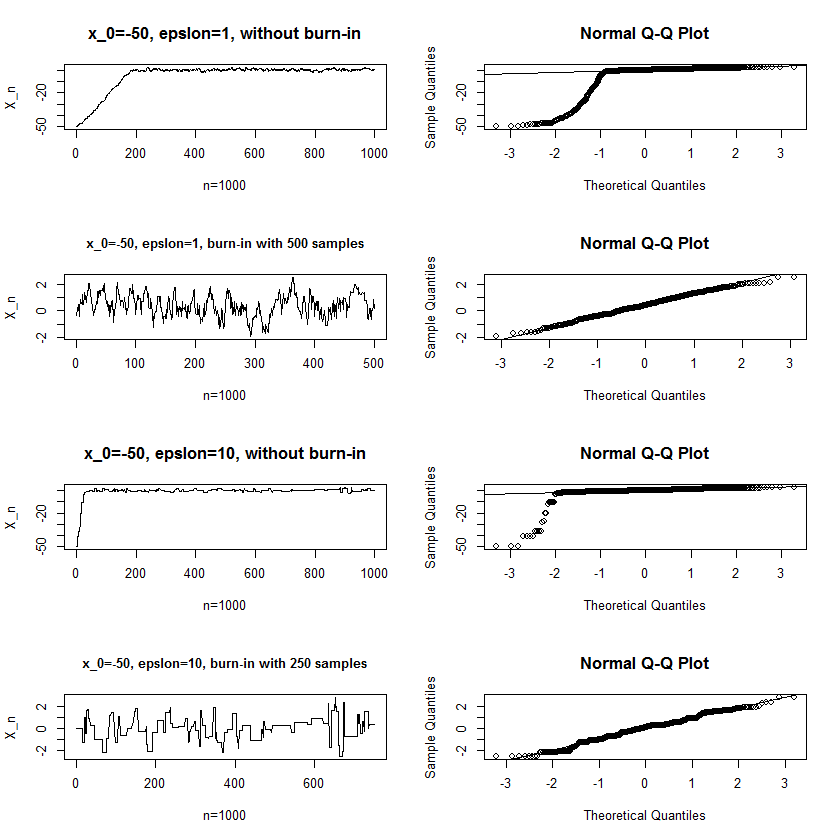 x_0=-50, epslon=1, without burn-in
X_n
-50
-20
0
200
400
600
800
1000
n=1000
Normal Q-Q Plot
Sample Quantiles
-50
-20
-3
-2
-1
0
1
2
3
Theoretical Quantiles
x_0=-50, epslon=1, burn-in with 500 samples
X_n
-2
0
2
0
100
200
300
400
500
n=1000
Normal Q-Q Plot
Sample Quantiles
-2
0
2
-3
-2
-1
0
1
2
3
Theoretical Quantiles
x_0=-50, epslon=10, without burn-in
X_n
-50
-20
0
200
400
600
800
1000
n=1000
Normal Q-Q Plot
Sample Quantiles
-50
-20
-3
-2
-1
0
1
2
3
Theoretical Quantiles
x_0=-50, epslon=10, burn-in with 250 samples
X_n
-2
0
2
0
200
400
600
n=1000
Normal Q-Q Plot
Sample Quantiles
-2
0
2
-3
-2
-1
0
1
2
3
Theoretical Quantiles